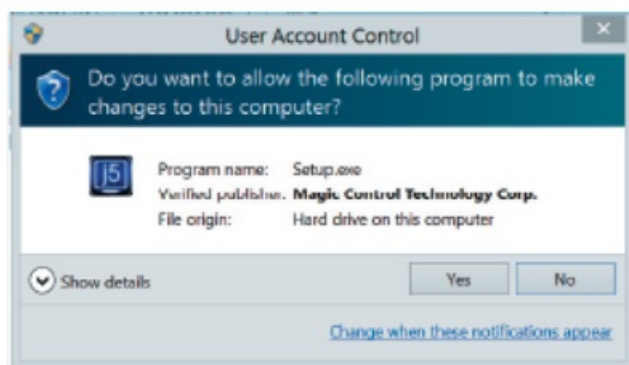 User Account Control
Do you want to allow the following program to make
changes to this computer?
j5
Program name: Setup.exe
Verified publisher: Magic Control Technology Corp.
File origin: Hard drive on this computer
Show details
Yes
No
Change when these notifications appear